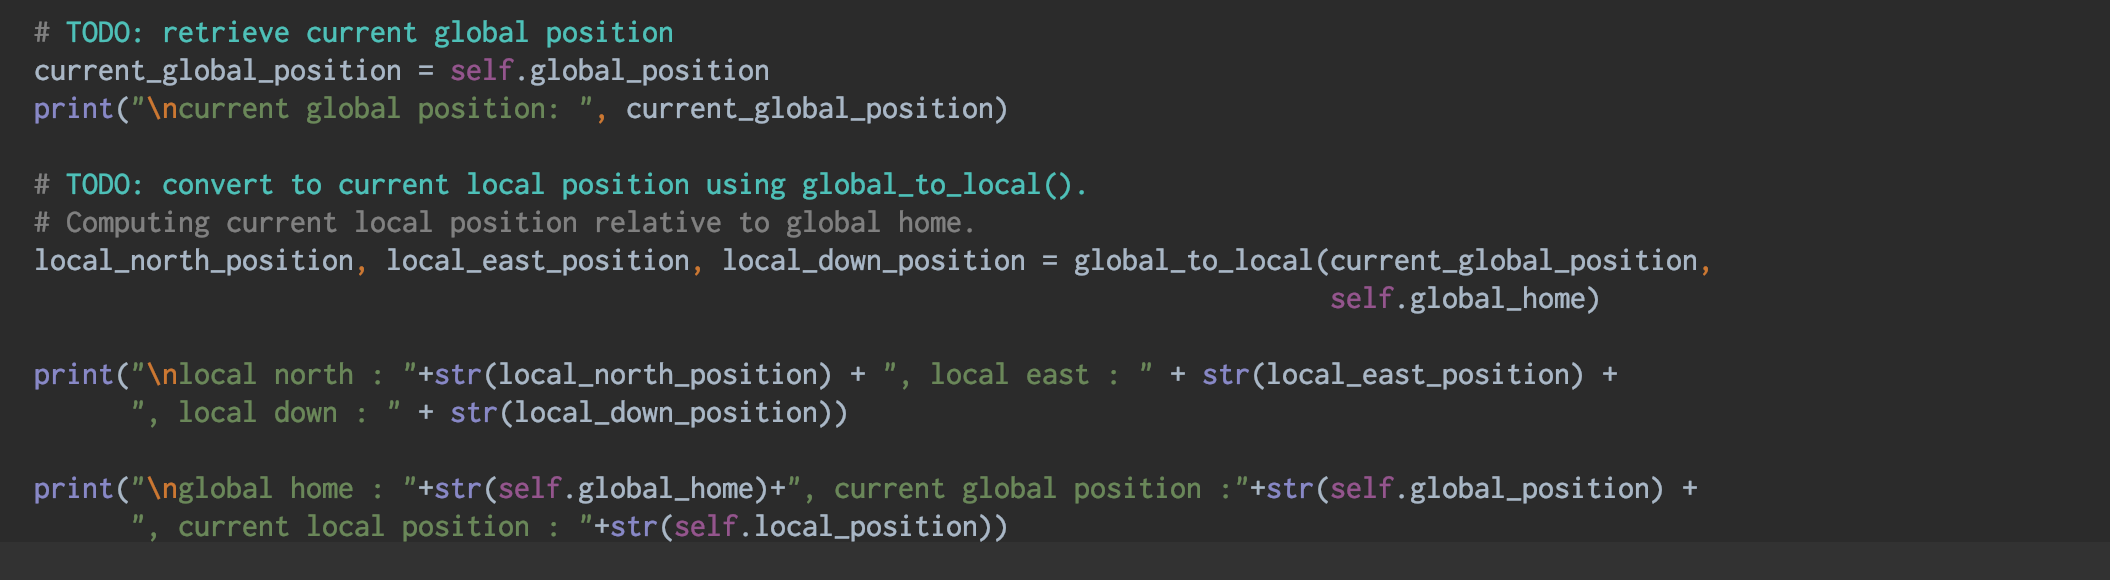 # TODO: retrieve current global position
current_global_position = self.global_position
print("\ncurrent global position: ", current_global_position)
# TODO: convert to current local position using global_to_local().
# Computing current local position relative to global home.
local_north_position, local_east_position, local_down_position = global_to_local(current_global_position,
self.global_home)
print("\nlocal north : "+str(local_north_position) + ", local east : " + str(local_east_position) +
", local down : " + str(local_down_position))
print("\nglobal home : "+str(self.global_home)+", current global position :"+str(self.global_position) +
", current local position : "+str(self.local_position))